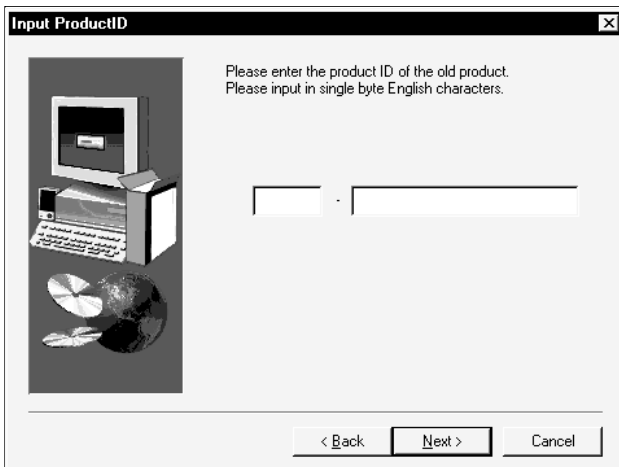 Input ProductID
Please enter the product ID of the old product.
Please input in single byte English characters.
-
< Back
Next >
Cancel